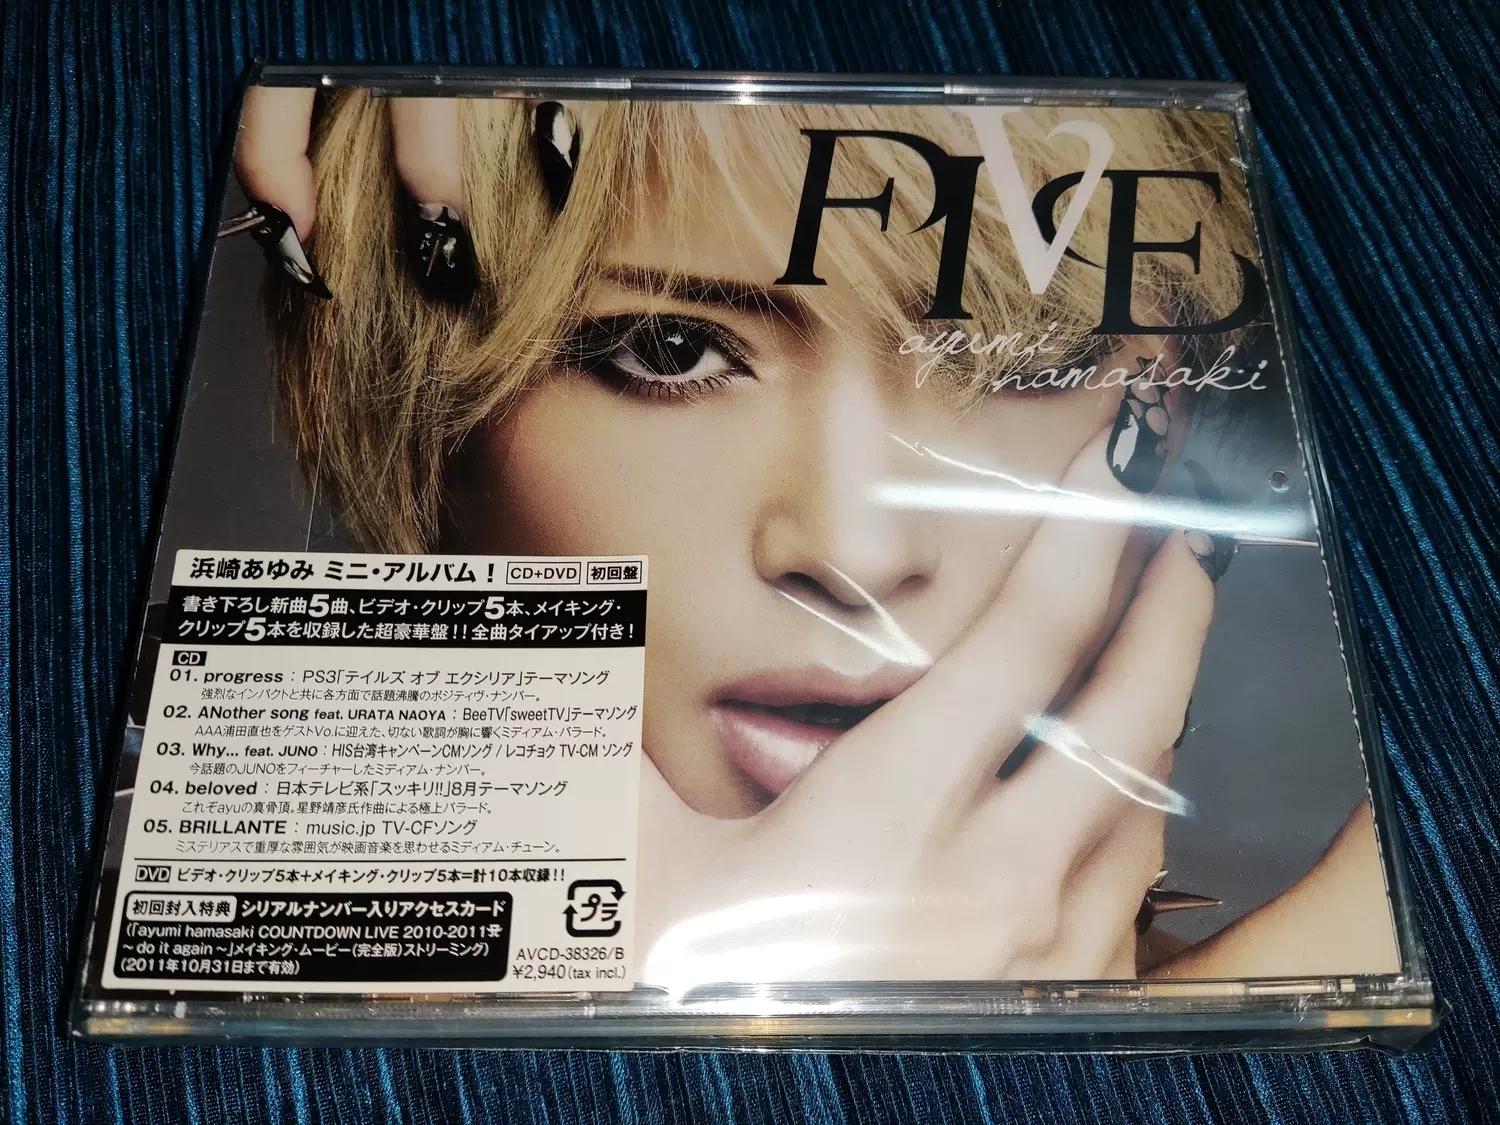 FIVE
ayumi
hamasaki
浜崎あゆみ ミニ・アルバム! CD+DVD 初回盤
書き下ろし新曲5曲、ビデオ・クリップ5本、メイキング・
クリップ5本を収録した超豪華盤!!全曲タイアップ付き!
CD
01. progress : PS3「テイルズ オブ エクシリア」テーマソング
強烈なインパクトと共に各方面で話題沸騰のポジティヴ・ナンバー。
02. ANother song feat. URATA NAOYA : BeeTV「sweetTV」テーマソング
AAA浦田直也をゲストVo.に迎えた、切ない歌詞が胸に響くミディアム・バラード。
03. Why... feat. JUNO : HIS台湾キャンペーンCMソング / レコチョク TV-CM ソング
今話題のJUNOをフィーチャーしたミディアム・ナンバー。
04. beloved : 日本テレビ系「スッキリ!!」8月テーマソング
これぞayuの真骨頂。星野靖彦氏作曲による極上バラード。
05. BRILLANTE : music.jp TV-CFソング
ミステリアスで重厚な雰囲気が映画音楽を思わせるミディアム・チューン。
DVD ビデオ・クリップ5本+メイキング・クリップ5本=計10本収録!!
初回封入特典 シリアルナンバー入りアクセスカード
(「ayumi hamasaki COUNTDOWN LIVE 2010-2011
~do it again~」メイキング・ムービー(完全版)ストリーミング)
(2011年10月31日まで有効)
プラ
AVCD-38326/B
¥2,940(tax incl.)